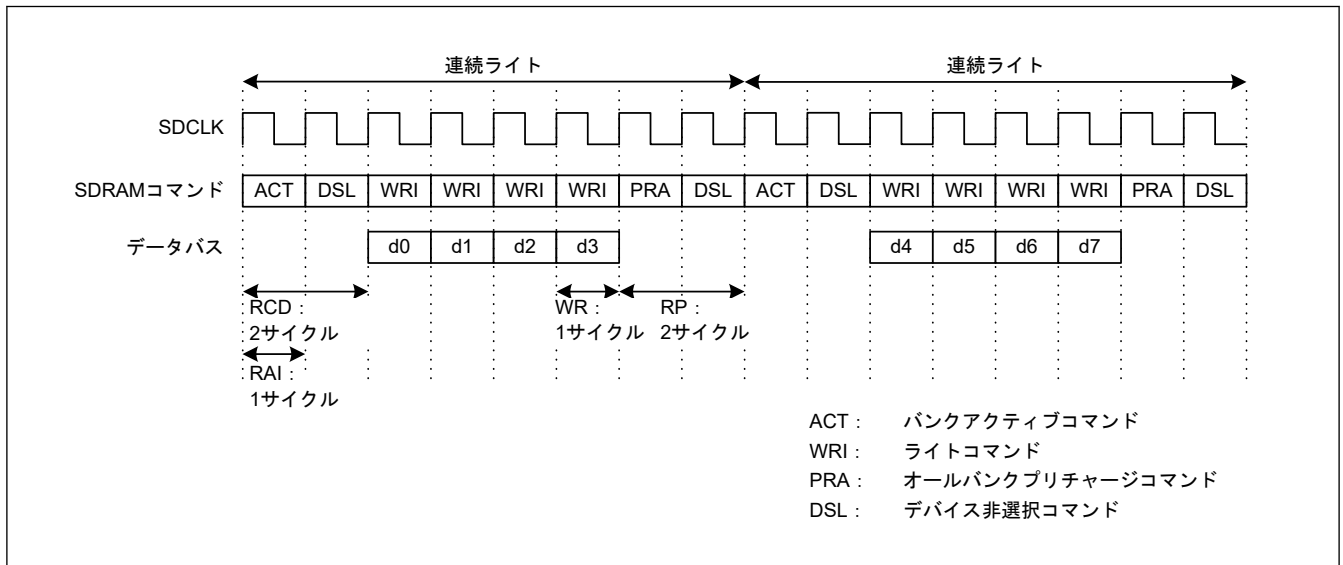 連続ライト 連続ライト
SDCLK
SDRAMコマンド ACT DSL WRI WRI WRI WRI PRA DSL ACT DSL WRI WRI WRI WRI PRA DSL
データバス d0 d1 d2 d3 d4 d5 d6 d7
RCD: WR: RP:
2サイクル 1サイクル 2サイクル
RAI:
1サイクル
ACT: バンクアクティブコマンド
WRI: ライトコマンド
PRA: オールバンクプリチャージコマンド
DSL: デバイス非選択コマンド